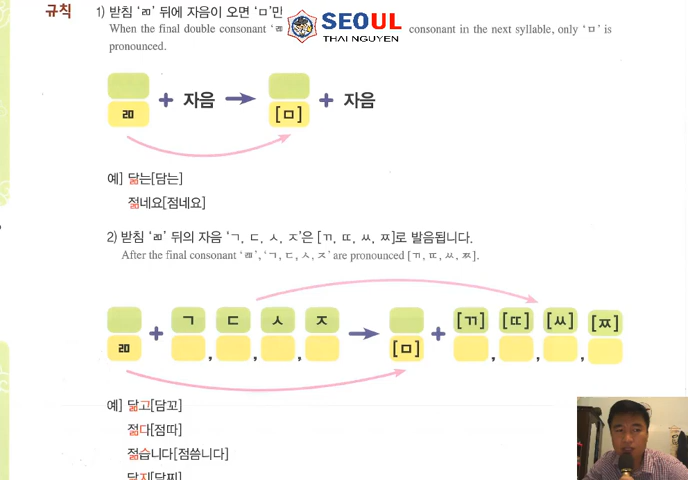 규칙 1) 받침 'ㄻ' 뒤에 자음이 오면 'ㅁ'만
SEOUL
THAI NGUYEN
When the final double consonant 'ㄻ consonant in the next syllable, only 'ㅁ' is
pronounced.
+ 자음 → + 자음
ㄻ [ㅁ]
예] 닮는[담는]
젊네요[점네요]
2) 받침 'ㄻ' 뒤의 자음 'ㄱ, ㄷ, ㅅ, ㅈ'은 [ㄲ, ㄸ, ㅆ, ㅉ]로 발음됩니다.
After the final consonant 'ㄻ', 'ㄱ, ㄷ, ㅅ, ㅈ' are pronounced [ㄲ, ㄸ, ㅆ, ㅉ].
+ ㄱ ㄷ ㅅ ㅈ → + [ㄲ] [ㄸ] [ㅆ] [ㅉ]
ㄻ , , , [ㅁ] , , ,
예] 닮고[담꼬]
젊다[점따]
젊습니다[점씀니다]
닮지[담찌]